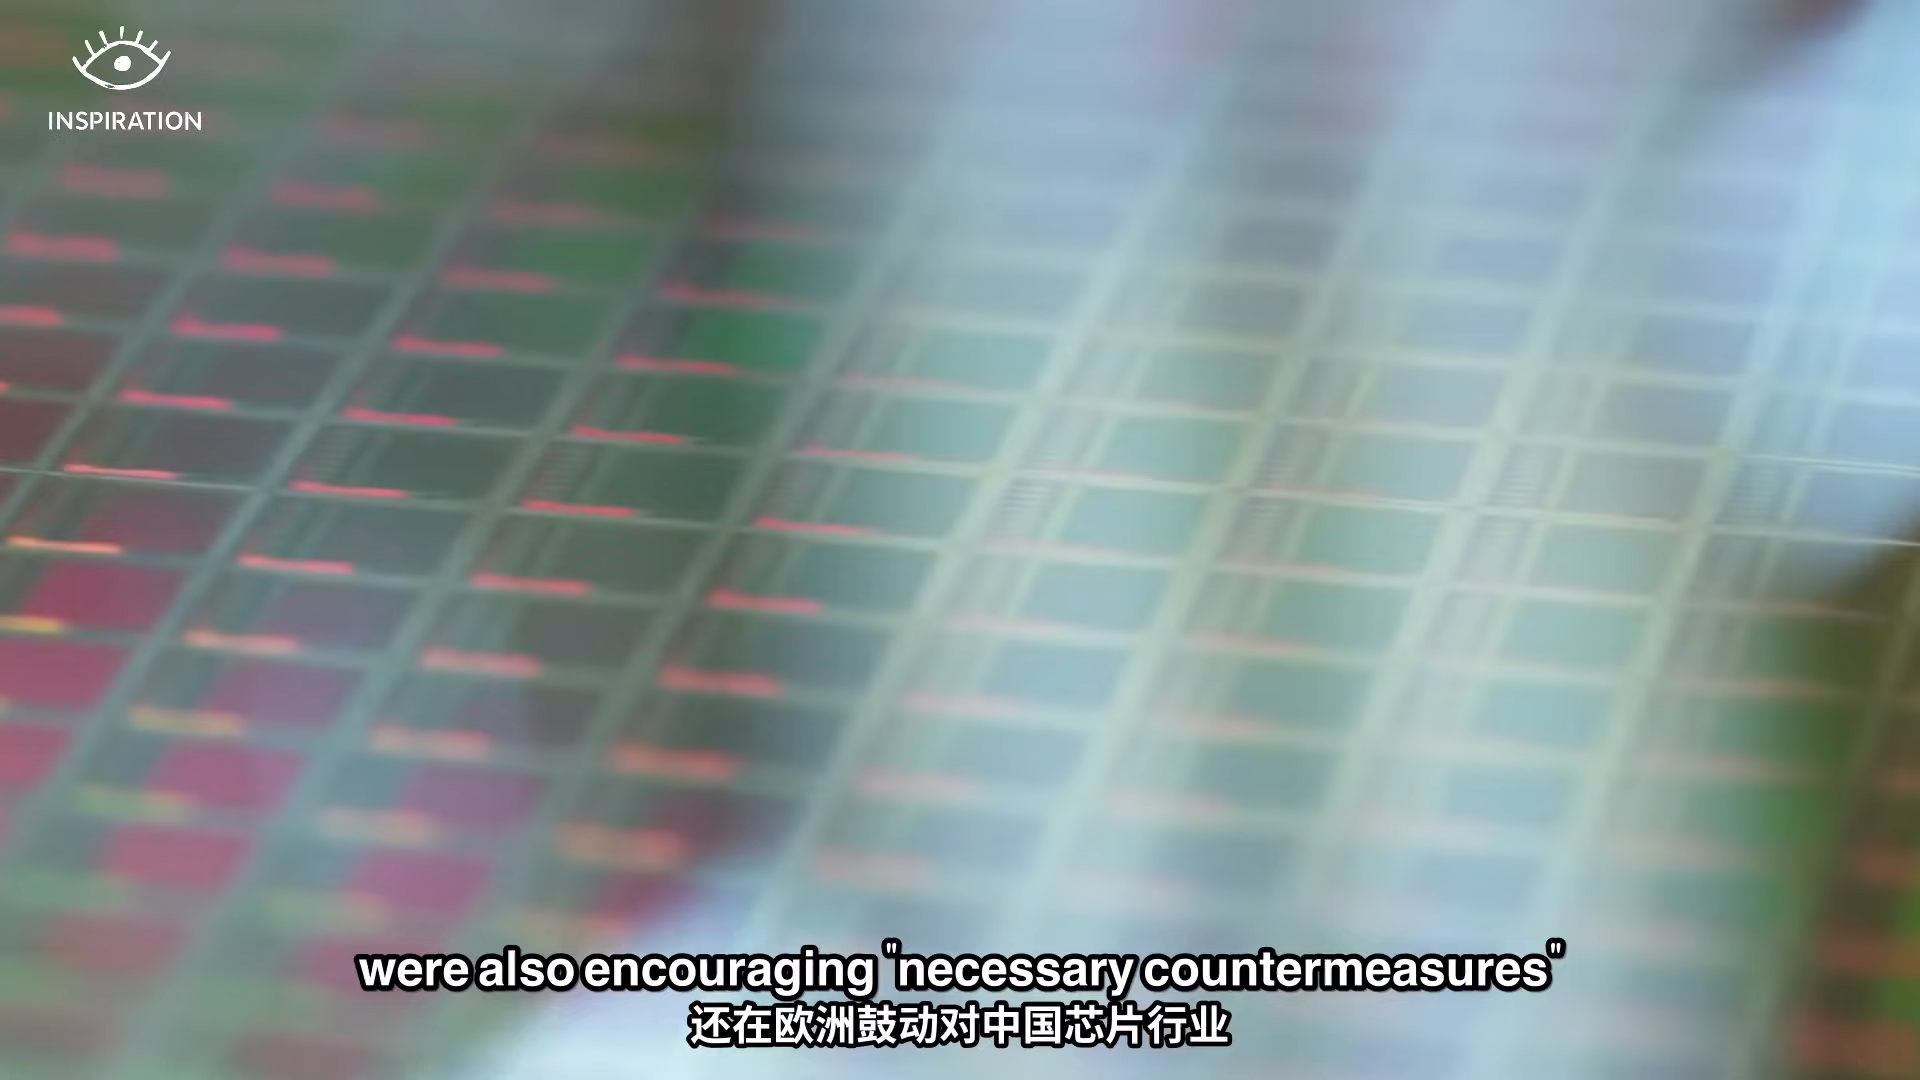 INSPIRATION
were also encouraging "necessary countermeasures"
还在欧洲鼓动对中国芯片行业